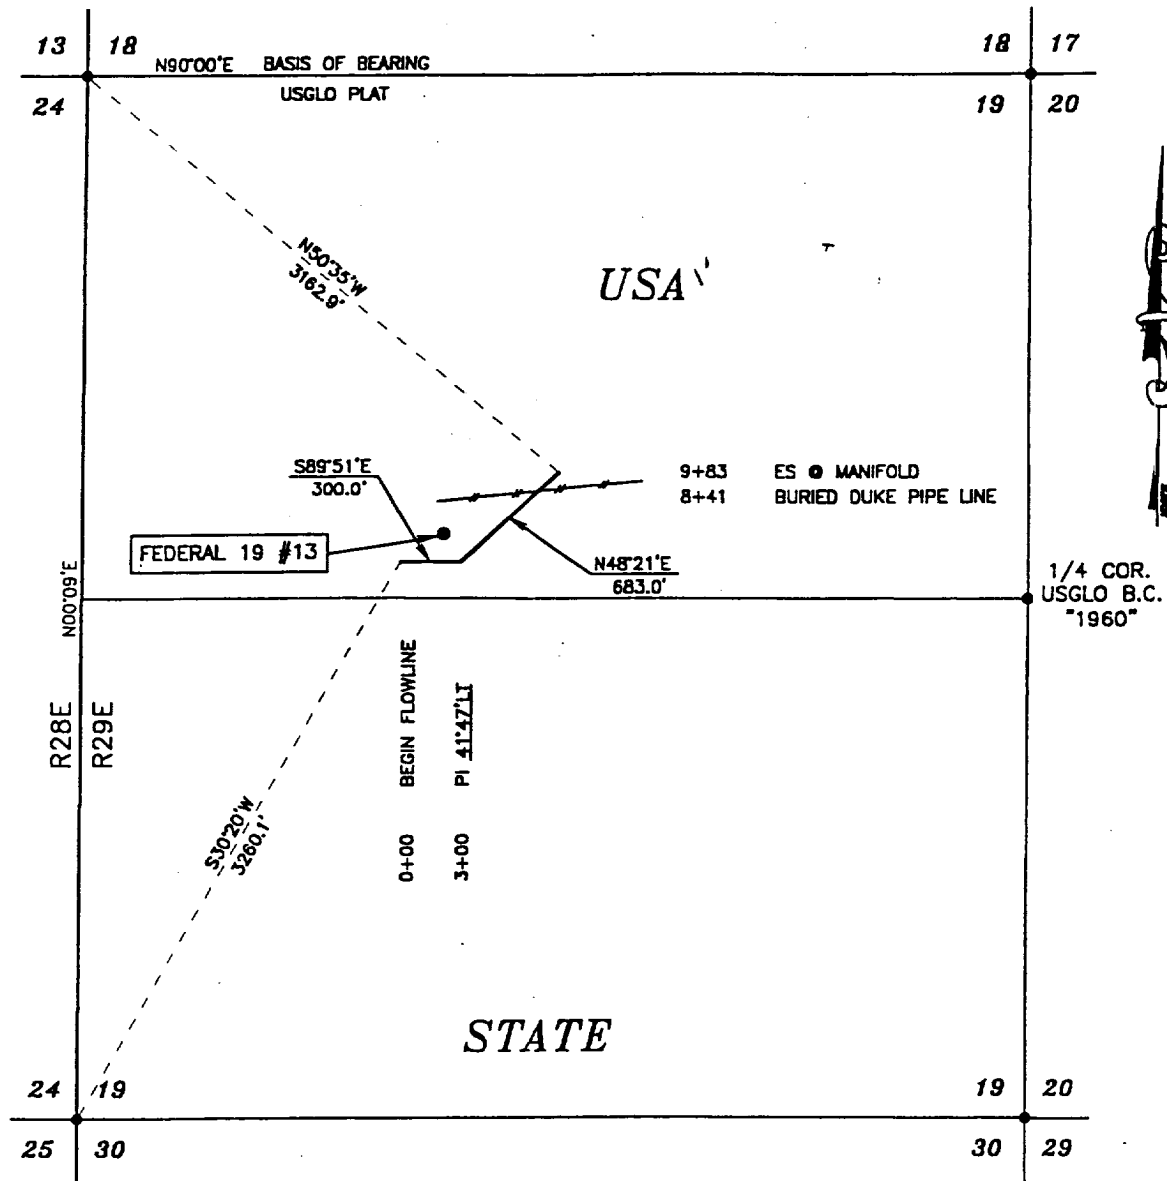 13 18
18 17
N90°00'E BASIS OF BEARING
USGLO PLAT
24
19 20
N50°35'W
3162.9'
USA
S89°51'E
300.0'
9+83 ES @ MANIFOLD
8+41 BURIED DUKE PIPE LINE
FEDERAL 19 #13
N48°21'E
683.0'
N00°09'E
1/4 COR.
USGLO B.C.
"1960"
R28E
R29E
0+00 BEGIN FLOWLINE
3+00 PI 41°47'LT
S30°20'W
3260.1'
STATE
24 19
19 20
25 30
30 29